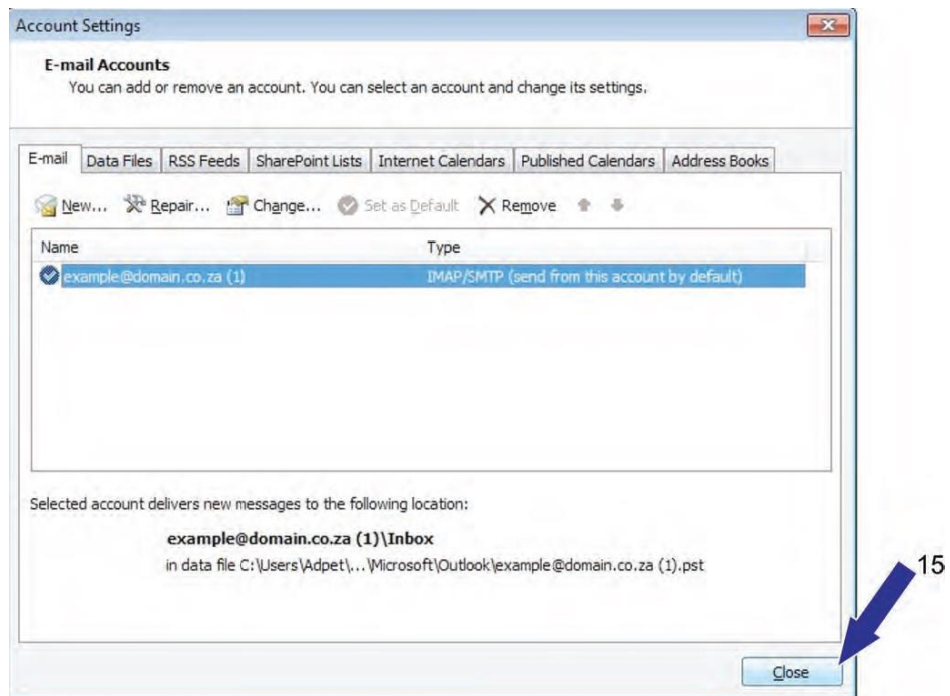 Account Settings
E-mail Accounts
You can add or remove an account. You can select an account and change its settings.
E-mail Data Files RSS Feeds SharePoint Lists Internet Calendars Published Calendars Address Books
New... Repair... Change... Set as Default Remove
Name Type
example@domain.co.za (1) IMAP/SMTP (send from this account by default)
Selected account delivers new messages to the following location:
example@domain.co.za (1)\Inbox
in data file C:\Users\Adpet\...\Microsoft\Outlook\example@domain.co.za (1).pst
15
Close